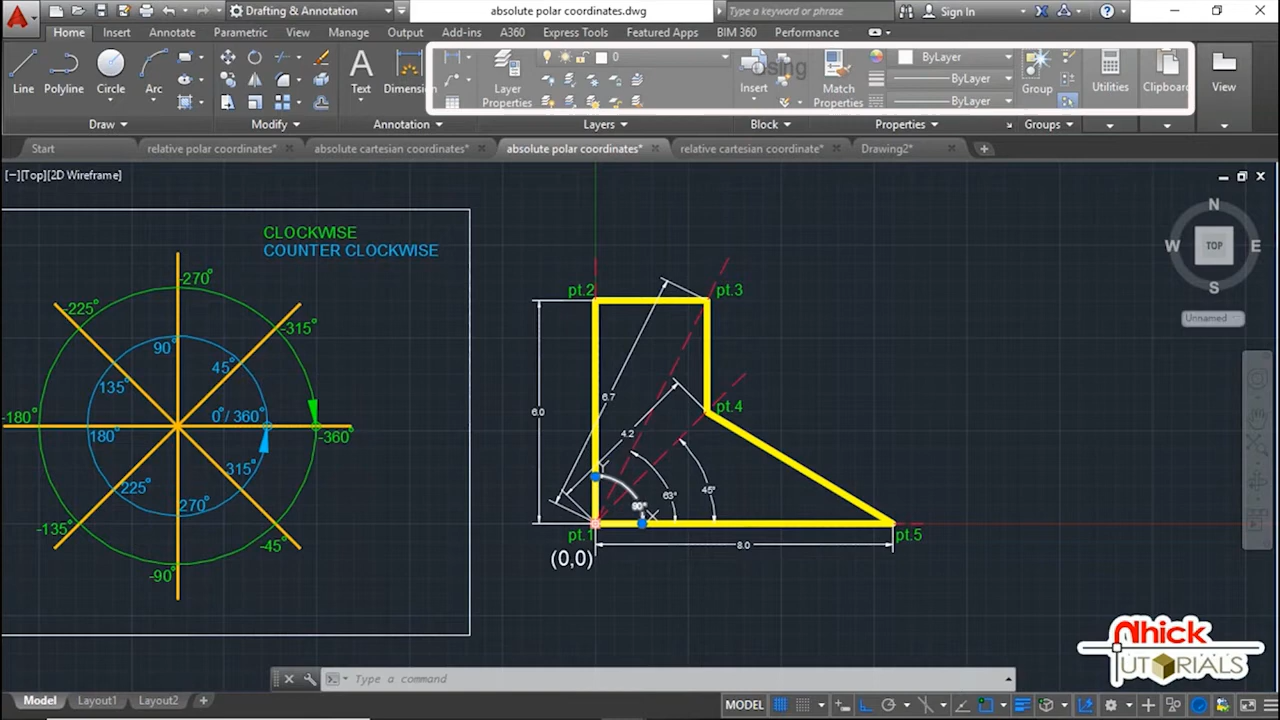 Drafting & Annotation
absolute polar coordinates.dwg
Type a keyword or phrase
Sign In
Home Insert Annotate Parametric View Manage Output Add-ins A360 Express Tools Featured Apps BIM 360 Performance
Line Polyline Circle Arc Text Dimension Layer Properties 0 Insert Match Properties ByLayer ByLayer ByLayer Group Utilities Clipboard View
Draw Modify Annotation Layers Block Properties Groups
Start relative polar coordinates* absolute cartesian coordinates* absolute polar coordinates* relative cartesian coordinate* Drawing2*
[−][Top][2D Wireframe]
CLOCKWISE
COUNTER CLOCKWISE
-270°
-225°
-315°
90°
45°
135°
-180°
0°/ 360°
-360°
180°
315°
225°
270°
-135°
-45°
-90°
pt.2
pt.3
6.7
6.0
pt.4
4.2
63°
45°
90°
pt.1
pt.5
(0,0)
8.0
N
W TOP E
S
Unnamed
Nhick
TUTORIALS
Type a command
Model Layout1 Layout2 +
MODEL